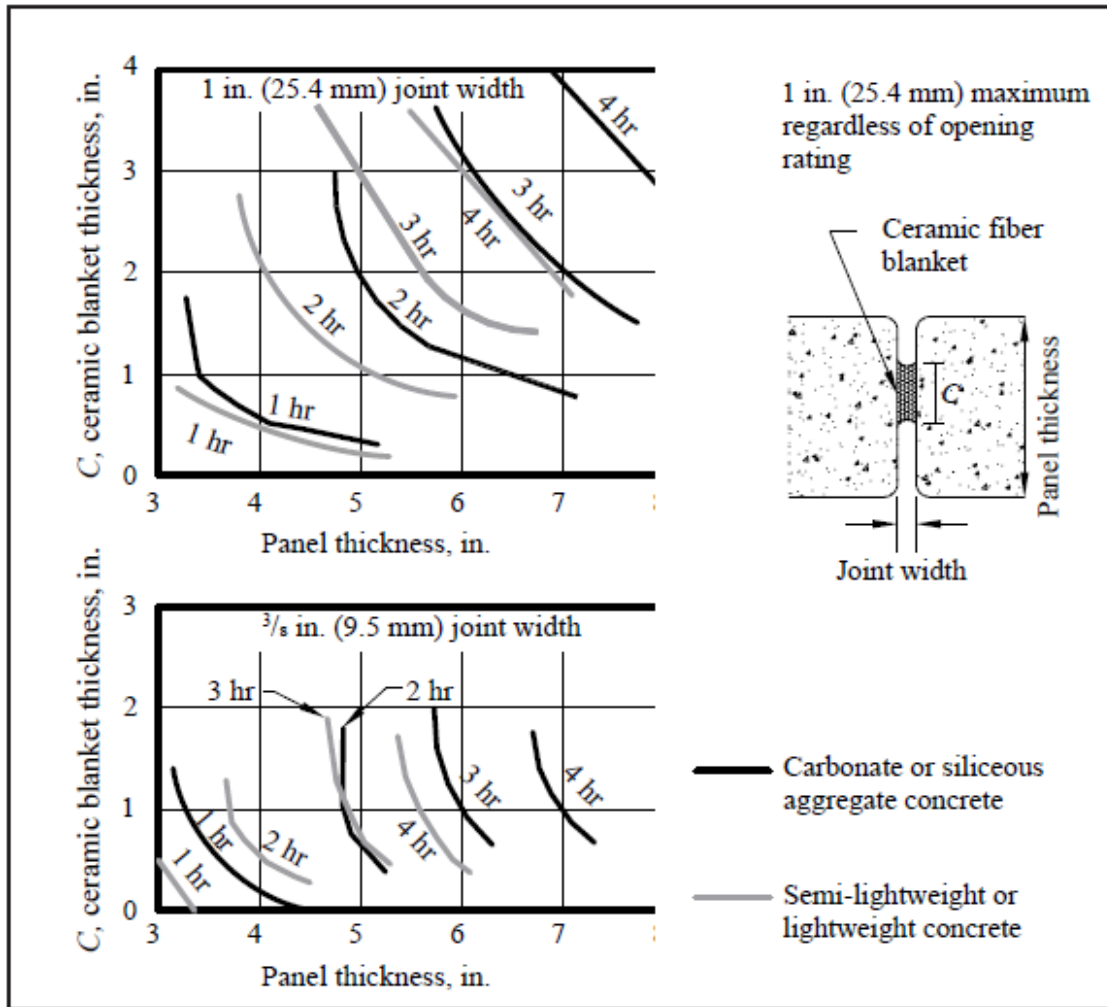 C, ceramic blanket thickness, in.
4
3
2
1
0
1 in. (25.4 mm) joint width
1 hr
1 hr
2 hr
2 hr
3 hr
4 hr
3 hr
4 hr
3
4
5
6
7
Panel thickness, in.
1 in. (25.4 mm) maximum
regardless of opening
rating
Ceramic fiber
blanket
C
Panel thickness
Joint width
C, ceramic blanket thickness, in.
3
2
1
0
3/8 in. (9.5 mm) joint width
3 hr
2 hr
1 hr
1 hr
2 hr
4 hr
3 hr
4 hr
3
4
5
6
7
Panel thickness, in.
Carbonate or siliceous
aggregate concrete
Semi-lightweight or
lightweight concrete